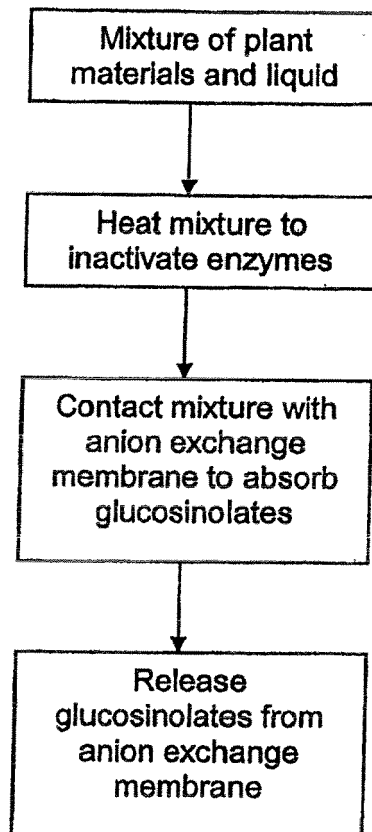 Mixture of plant
materials and liquid
Heat mixture to
inactivate enzymes
Contact mixture with
anion exchange
membrane to absorb
glucosinolates
Release
glucosinolates from
anion exchange
membrane